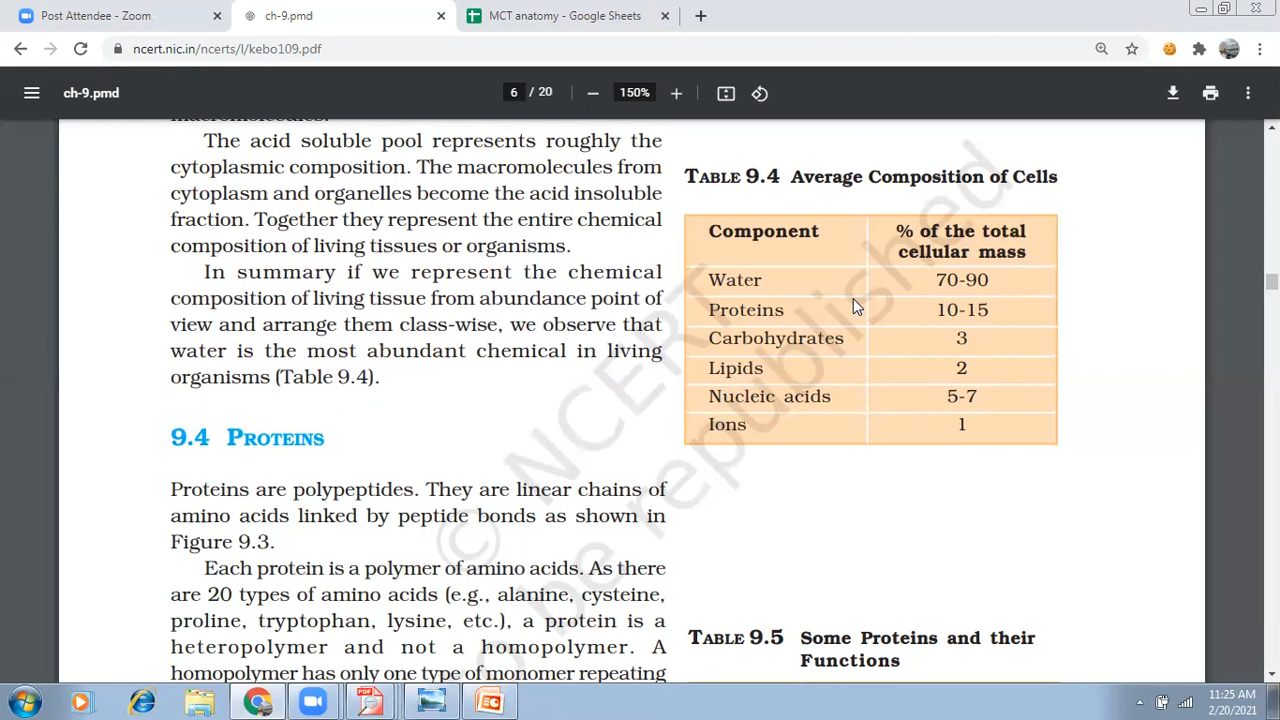 Post Attendee - Zoom
ch-9.pmd
MCT anatomy - Google Sheets
ncert.nic.in/ncerts/l/kebo109.pdf
ch-9.pmd
6 / 20
150%
macromolecules.
The acid soluble pool represents roughly the
cytoplasmic composition. The macromolecules from
cytoplasm and organelles become the acid insoluble
fraction. Together they represent the entire chemical
composition of living tissues or organisms.
In summary if we represent the chemical
composition of living tissue from abundance point of
view and arrange them class-wise, we observe that
water is the most abundant chemical in living
organisms (Table 9.4).
9.4 PROTEINS
Proteins are polypeptides. They are linear chains of
amino acids linked by peptide bonds as shown in
Figure 9.3.
Each protein is a polymer of amino acids. As there
are 20 types of amino acids (e.g., alanine, cysteine,
proline, tryptophan, lysine, etc.), a protein is a
heteropolymer and not a homopolymer. A
homopolymer has only one type of monomer repeating
TABLE 9.4 Average Composition of Cells
Component % of the total
cellular mass
Water 70-90
Proteins 10-15
Carbohydrates 3
Lipids 2
Nucleic acids 5-7
Ions 1
TABLE 9.5 Some Proteins and their
Functions
© NCERT
o be republished
11:25 AM
2/20/2021